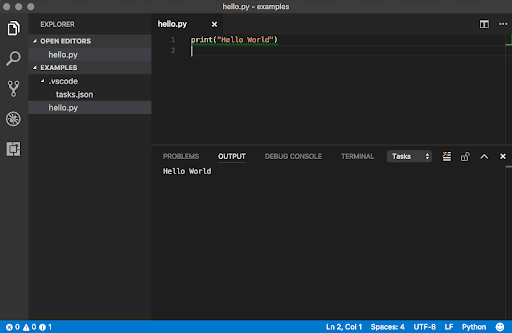 hello.py - examples
EXPLORER
OPEN EDITORS
hello.py
EXAMPLES
.vscode
tasks.json
hello.py
hello.py
1 print("Hello World")
2
PROBLEMS OUTPUT DEBUG CONSOLE TERMINAL Tasks
Hello World
0 0 1 Ln 2, Col 1 Spaces: 4 UTF-8 LF Python